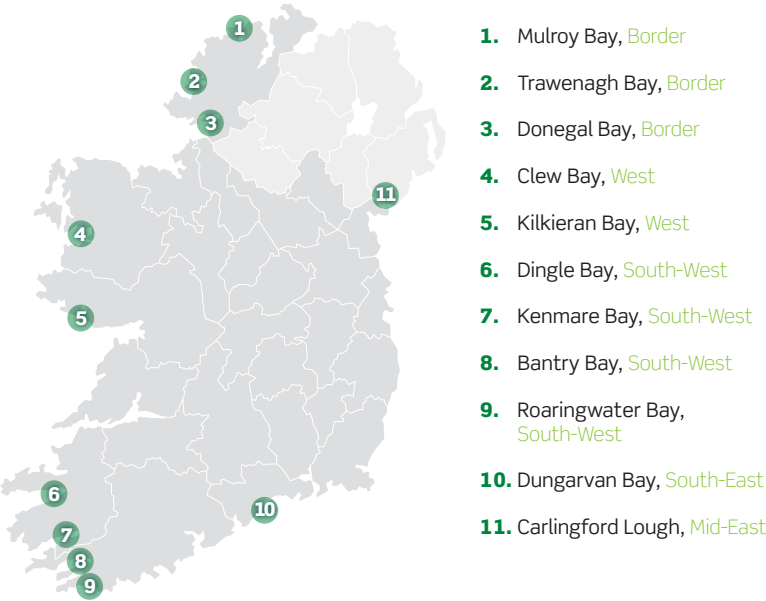 1
2
3
11
4
5
6
10
7
8
9
1. Mulroy Bay, Border
2. Trawenagh Bay, Border
3. Donegal Bay, Border
4. Clew Bay, West
5. Kilkieran Bay, West
6. Dingle Bay, South-West
7. Kenmare Bay, South-West
8. Bantry Bay, South-West
9. Roaringwater Bay,
South-West
10. Dungarvan Bay, South-East
11. Carlingford Lough, Mid-East